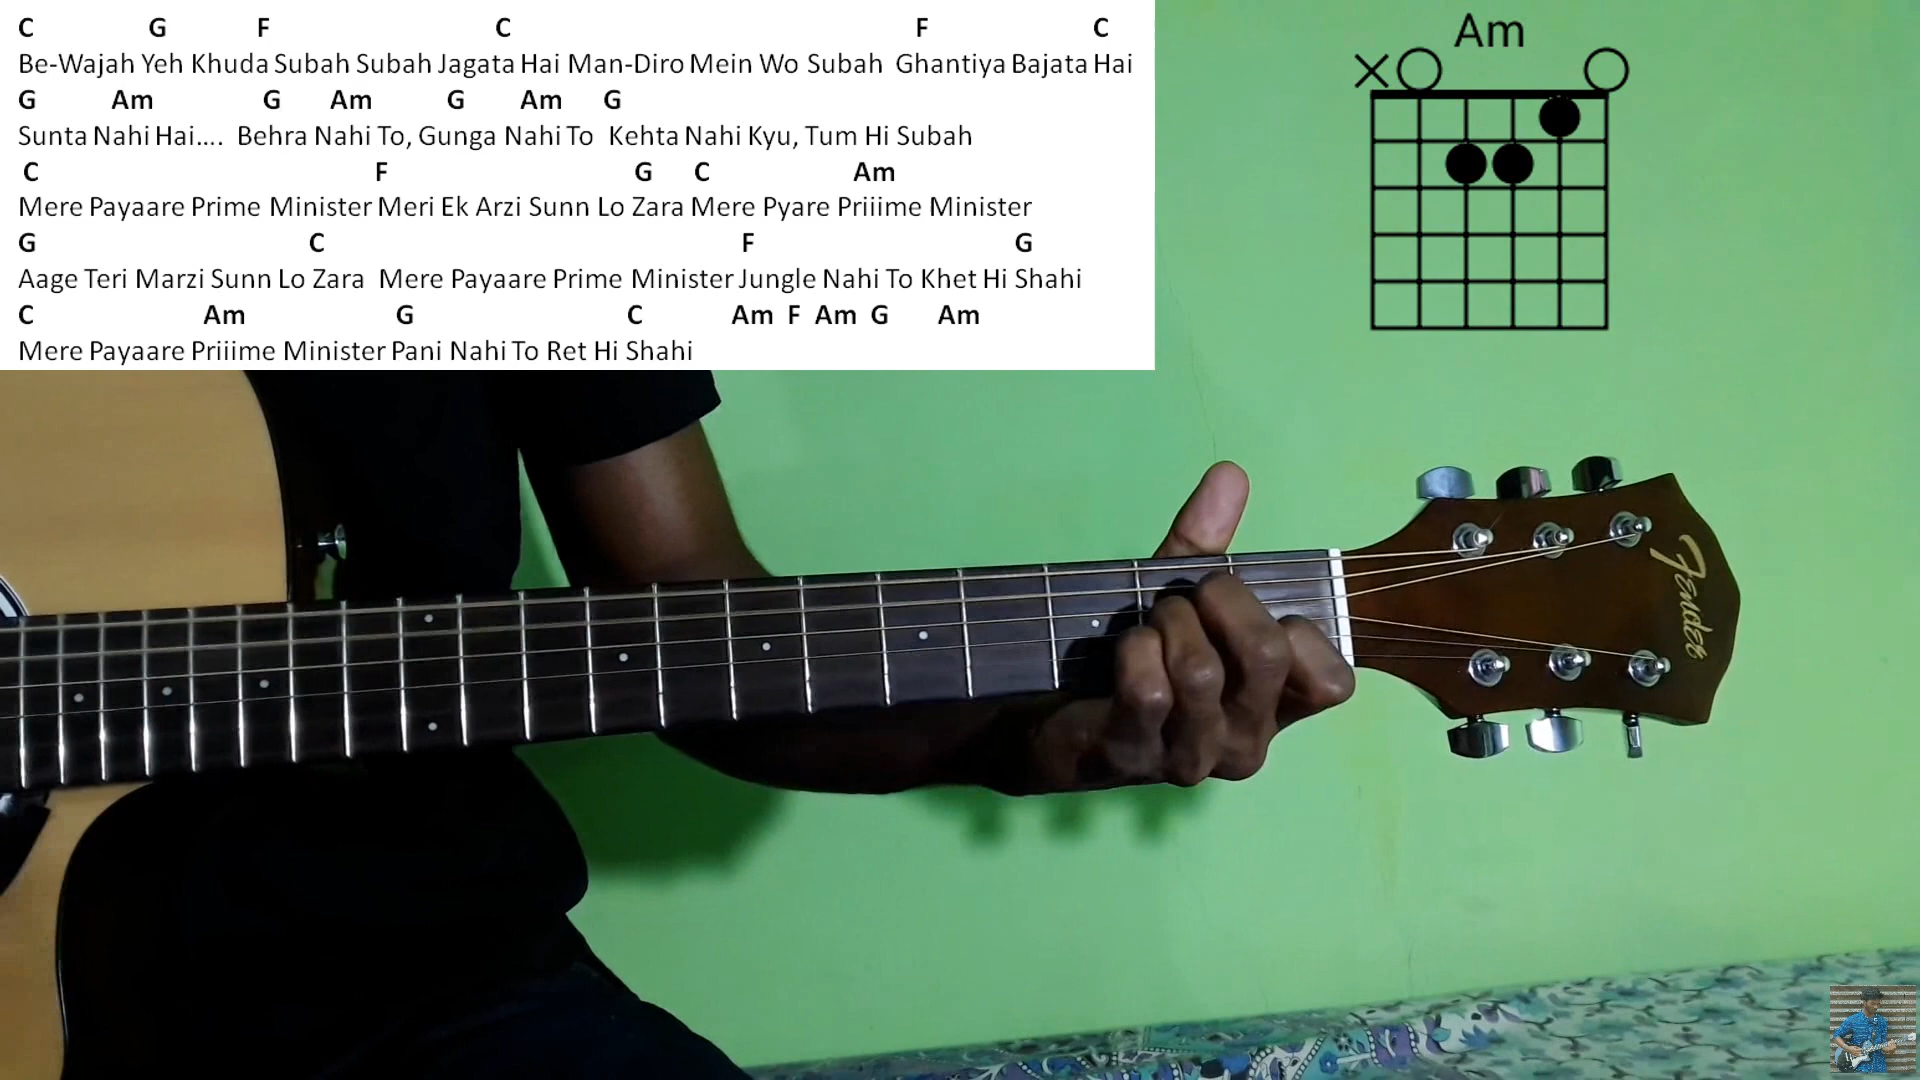 C G F C F C
Be-Wajah Yeh Khuda Subah Subah Jagata Hai Man-Diro Mein Wo Subah Ghantiya Bajata Hai
G Am G Am G Am G
Sunta Nahi Hai.... Behra Nahi To, Gunga Nahi To Kehta Nahi Kyu, Tum Hi Subah
C F G C Am
Mere Payaare Prime Minister Meri Ek Arzi Sunn Lo Zara Mere Pyare Priiime Minister
G C F G
Aage Teri Marzi Sunn Lo Zara Mere Payaare Prime Minister Jungle Nahi To Khet Hi Shahi
C Am G C Am F Am G Am
Mere Payaare Priiime Minister Pani Nahi To Ret Hi Shahi
Am
Fender